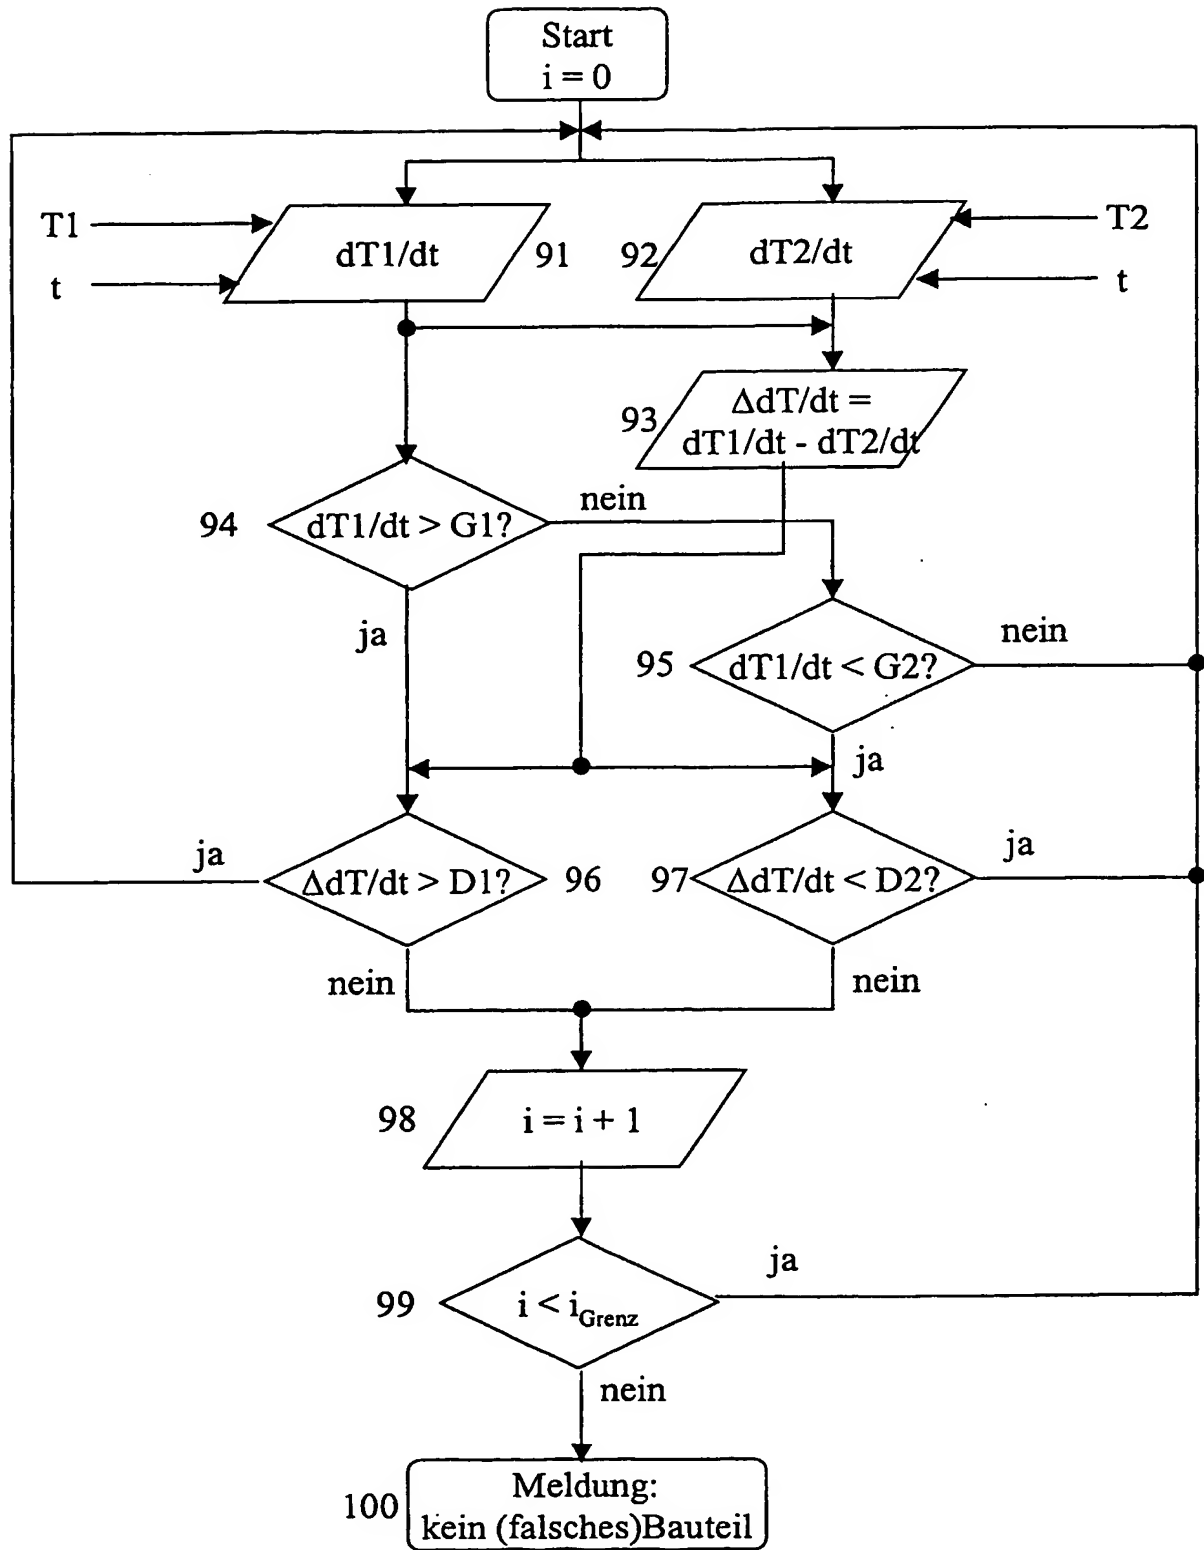 Start
i = 0
T1
t
dT1/dt
91
92
dT2/dt
T2
t
93
ΔdT/dt =
dT1/dt - dT2/dt
94
dT1/dt > G1?
nein
ja
95
dT1/dt < G2?
nein
ja
ja
ΔdT/dt > D1?
96
97
ΔdT/dt < D2?
ja
nein
nein
98
i = i + 1
99
i < iGrenz
ja
nein
100
Meldung:
kein (falsches)Bauteil